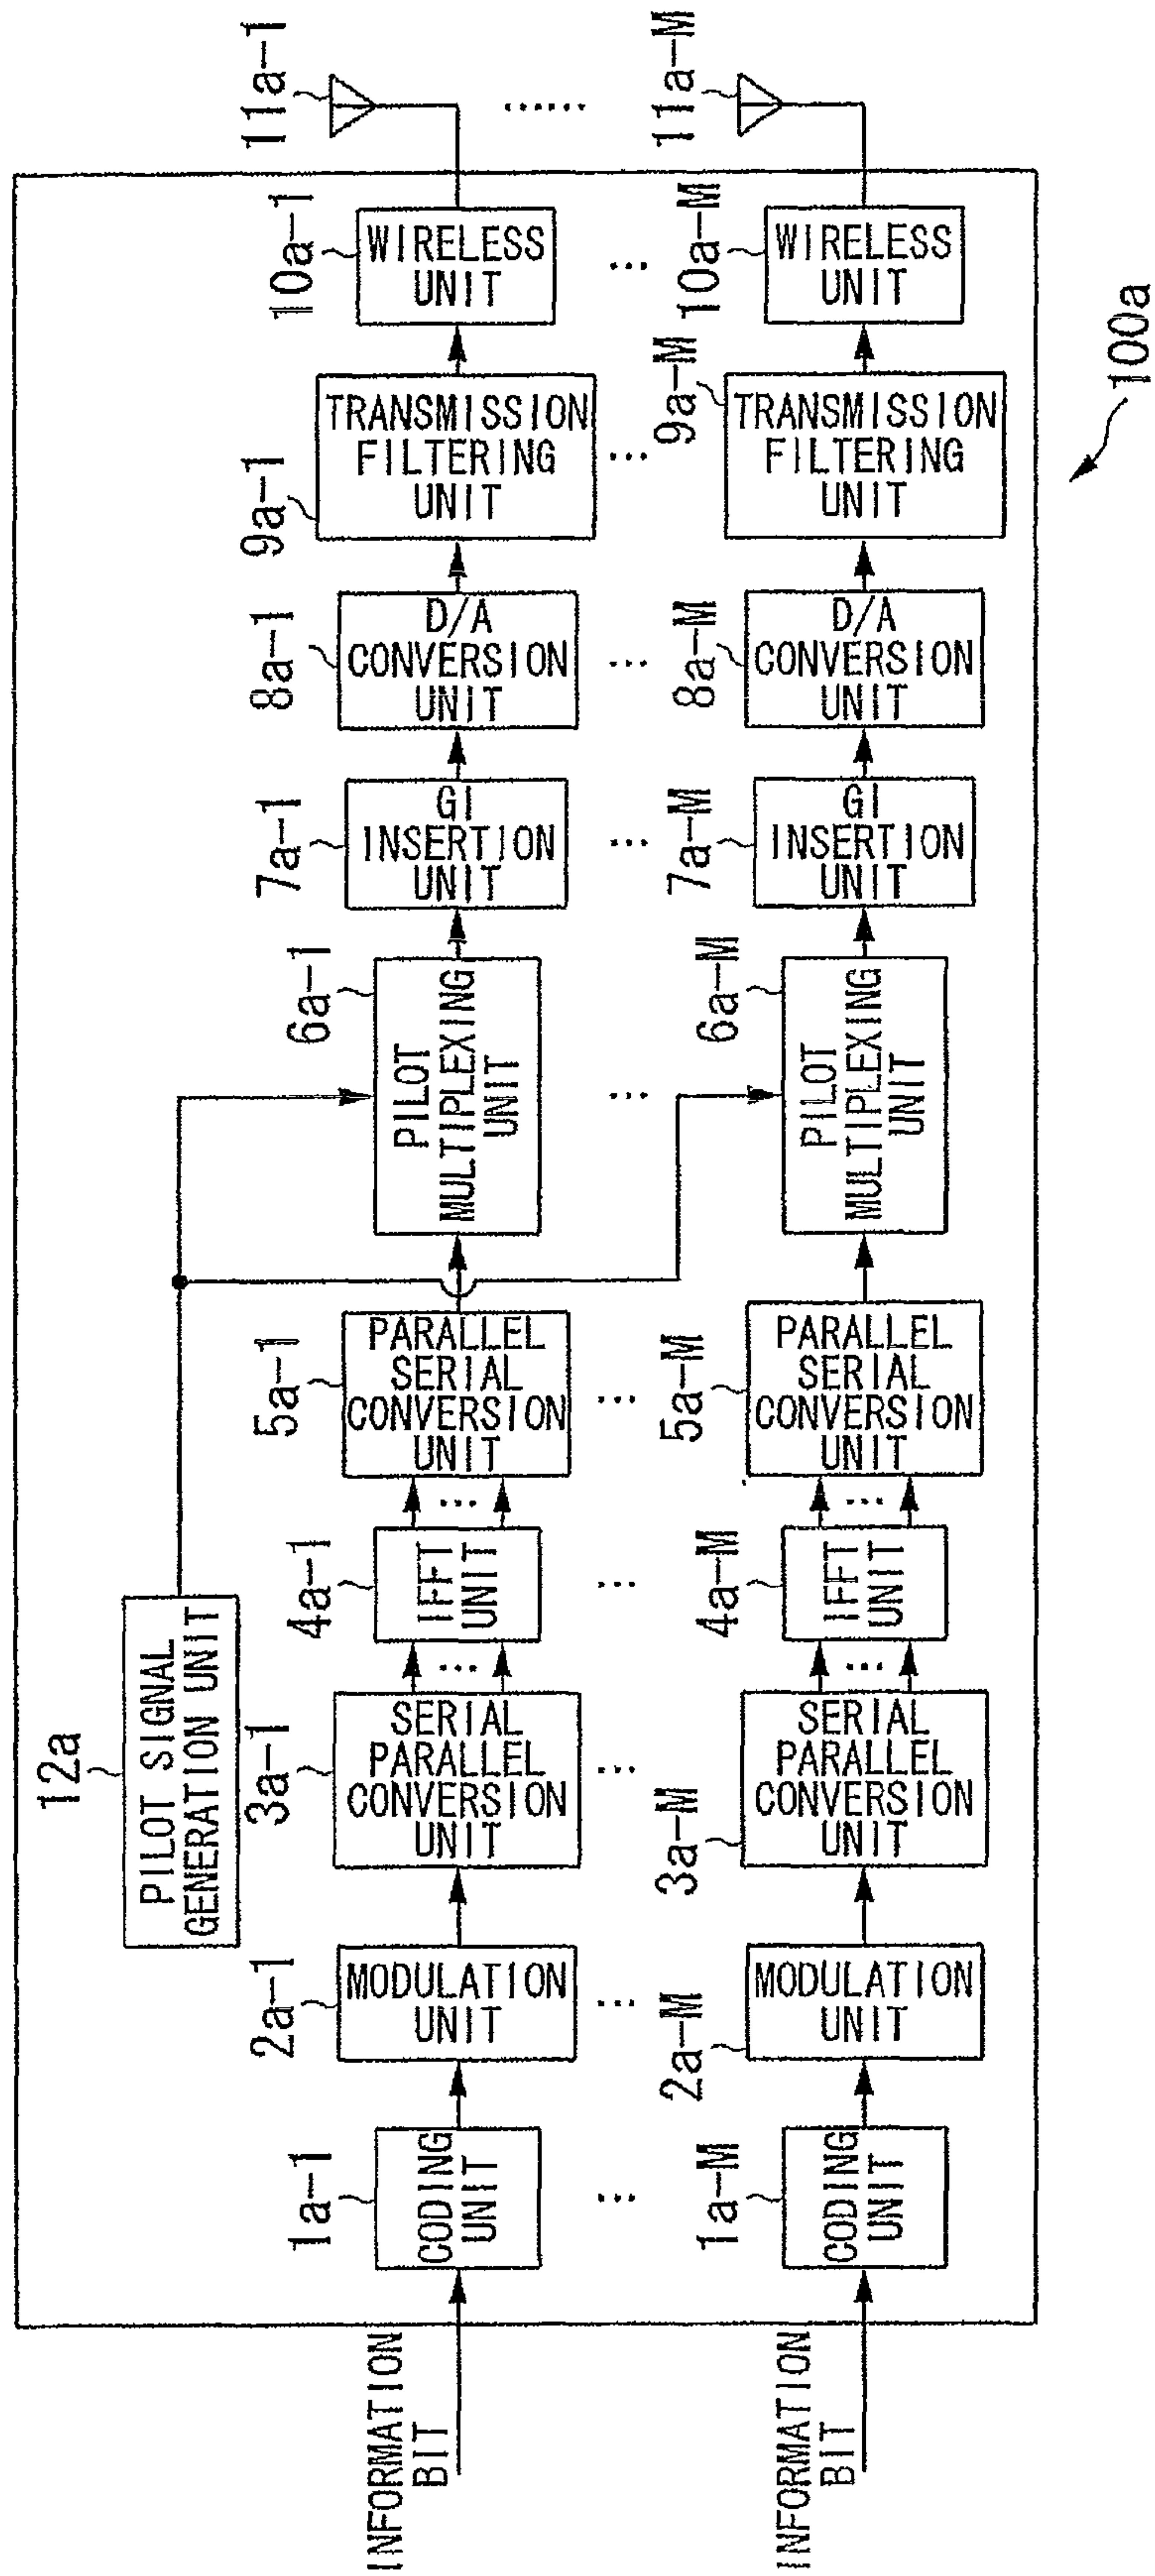 12a
PILOT SIGNAL
GENERATION UNIT
INFORMATION
BIT
1a-1
CODING
UNIT
2a-1
MODULATION
UNIT
3a-1
SERIAL
PARALLEL
CONVERSION
UNIT
4a-1
IFFT
UNIT
5a-1
PARALLEL
SERIAL
CONVERSION
UNIT
6a-1
PILOT
MULTIPLEXING
UNIT
7a-1
GI
INSERTION
UNIT
8a-1
D/A
CONVERSION
UNIT
9a-1
TRANSMISSION
FILTERING
UNIT
10a-1
WIRELESS
UNIT
11a-1
INFORMATION
BIT
1a-M
CODING
UNIT
2a-M
MODULATION
UNIT
3a-M
SERIAL
PARALLEL
CONVERSION
UNIT
4a-M
IFFT
UNIT
5a-M
PARALLEL
SERIAL
CONVERSION
UNIT
6a-M
PILOT
MULTIPLEXING
UNIT
7a-M
GI
INSERTION
UNIT
8a-M
D/A
CONVERSION
UNIT
9a-M
TRANSMISSION
FILTERING
UNIT
10a-M
WIRELESS
UNIT
11a-M
100a